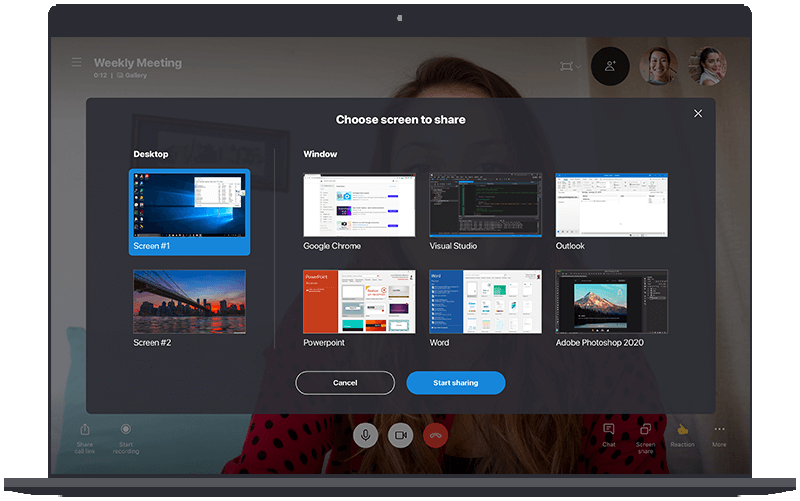 Weekly Meeting
0:12 | Gallery
Choose screen to share
Desktop
Window
Screen #1
Google Chrome
Visual Studio
Outlook
PowerPoint
Word
Screen #2
Powerpoint
Word
Adobe Photoshop 2020
Cancel
Start sharing
Share
call link
Start
recording
Chat
Screen
share
Reaction
More